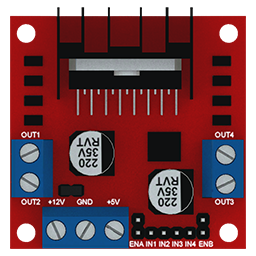 OUT1
OUT4
220
35V
RVT
220
35V
RVT
OUT2 +12V GND +5V
OUT3
ENA IN1 IN2 IN3 IN4 ENB